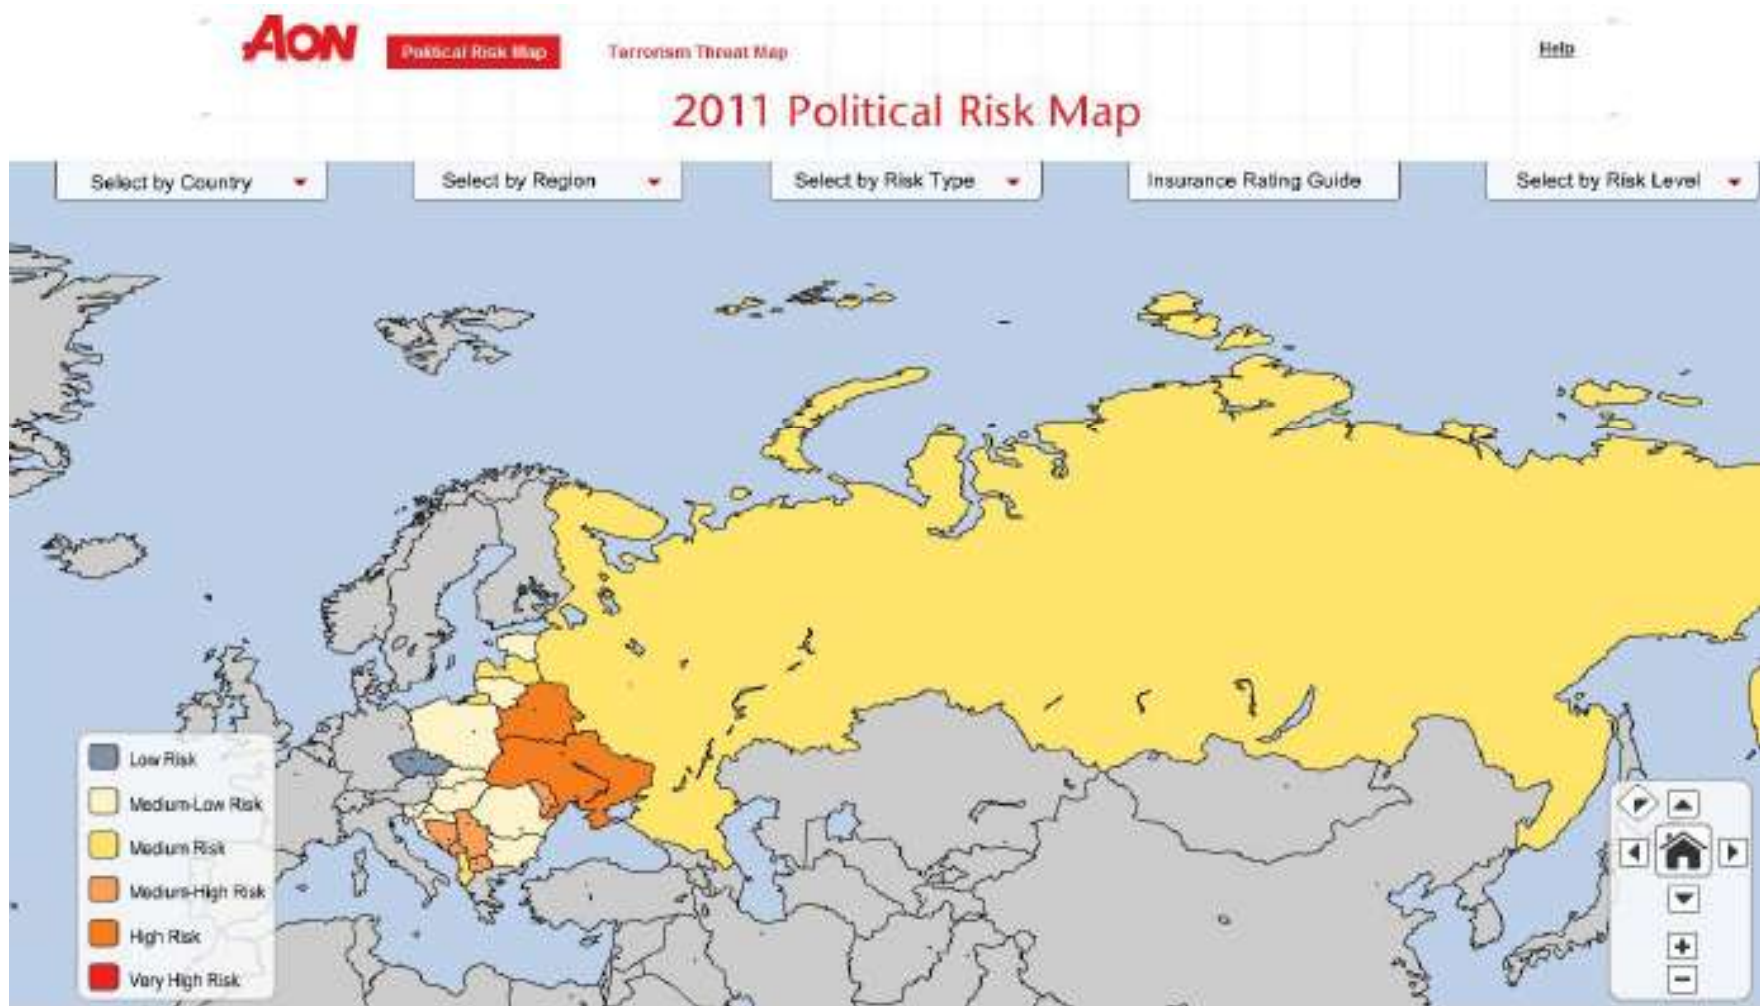 AON
Political Risk Map
Terrorism Threat Map
Help
2011 Political Risk Map
Select by Country
Select by Region
Select by Risk Type
Insurance Rating Guide
Select by Risk Level
Low Risk
Medium-Low Risk
Medium Risk
Medium-High Risk
High Risk
Very High Risk